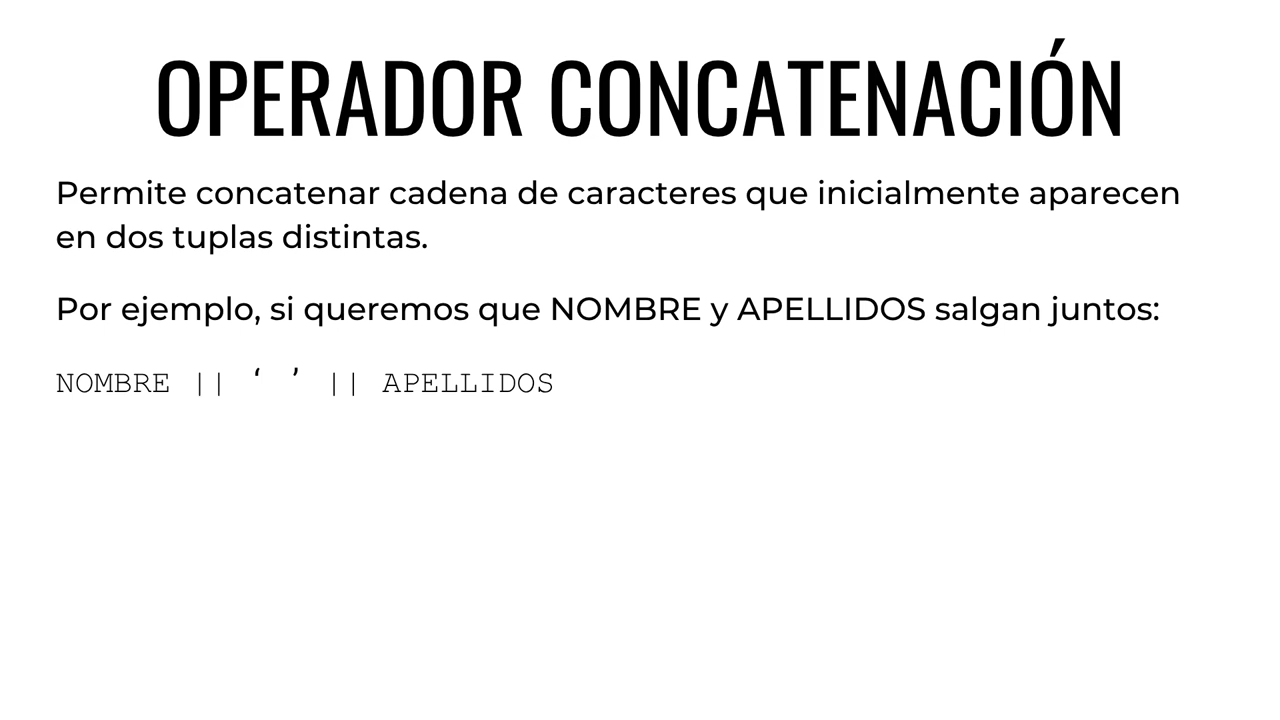 OPERADOR CONCATENACIÓN
Permite concatenar cadena de caracteres que inicialmente aparecen
en dos tuplas distintas.
Por ejemplo, si queremos que NOMBRE y APELLIDOS salgan juntos:
NOMBRE || ‘ ’ || APELLIDOS